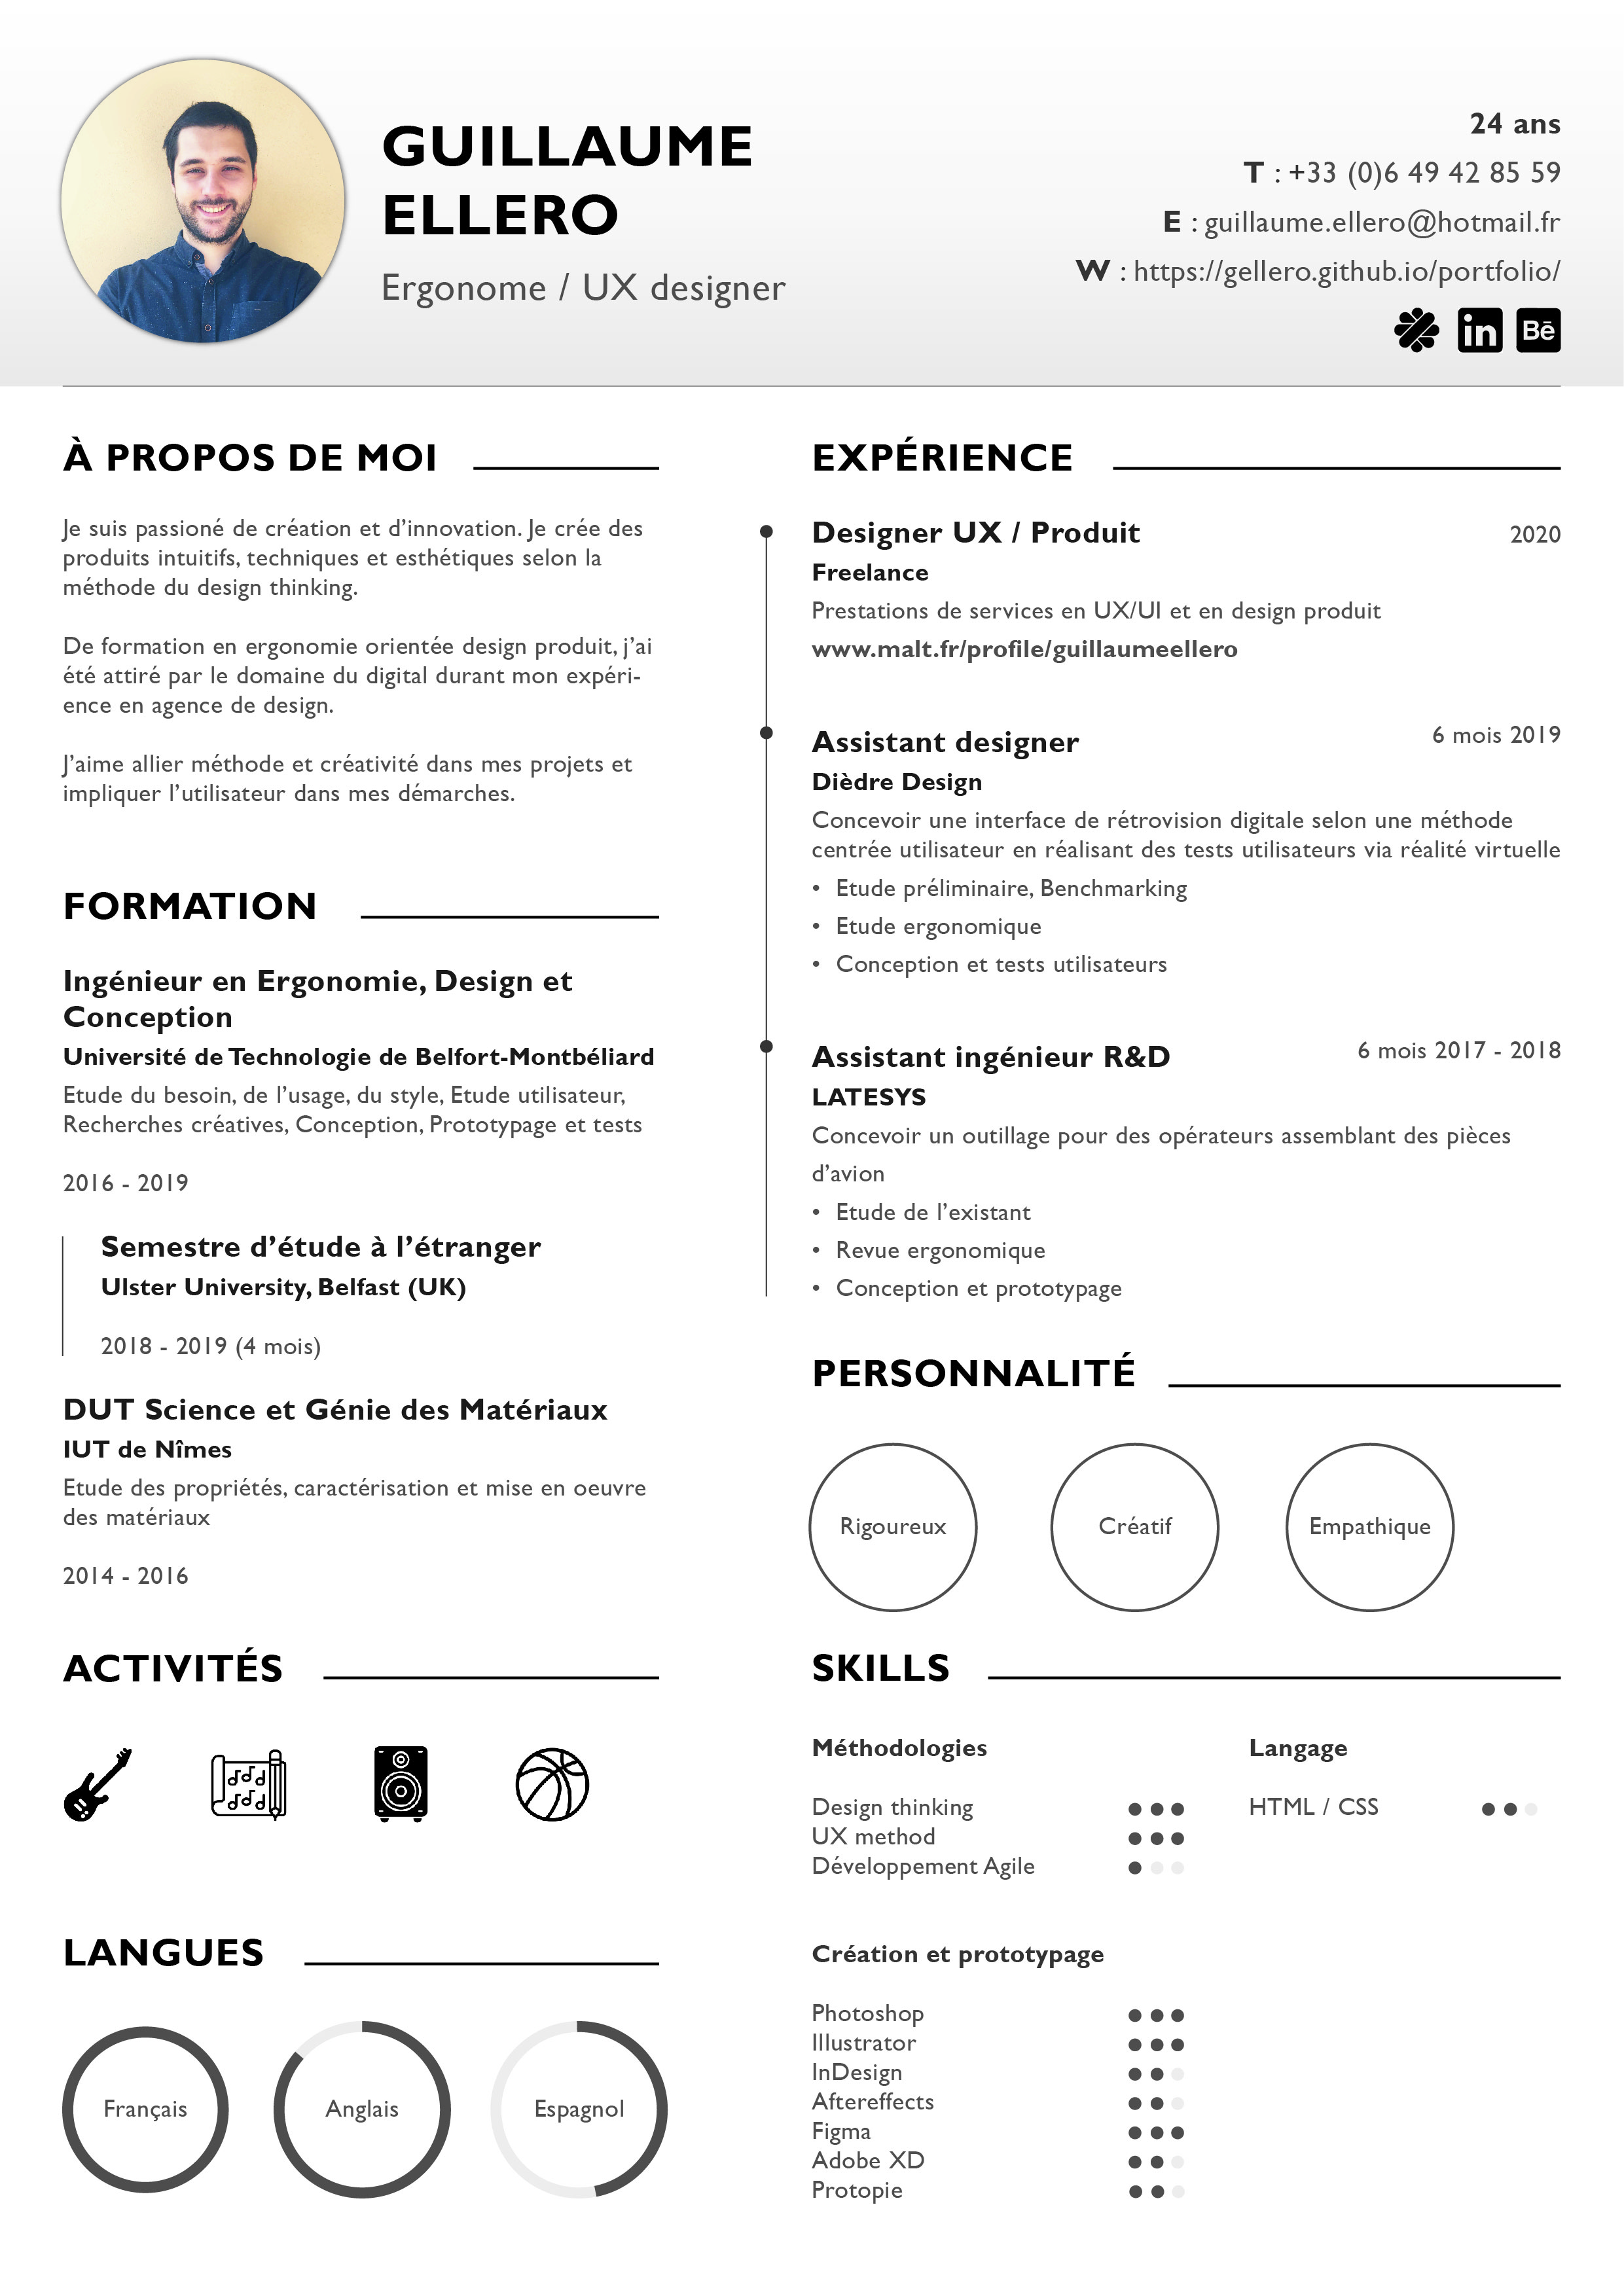 GUILLAUME
ELLERO
Ergonome / UX designer
24 ans
T : +33 (0)6 49 42 85 59
E : guillaume.ellero@hotmail.fr
W : https://gellero.github.io/portfolio/
in
Bē
À PROPOS DE MOI
Je suis passioné de création et d’innovation. Je crée des
produits intuitifs, techniques et esthétiques selon la
méthode du design thinking.
De formation en ergonomie orientée design produit, j’ai
été attiré par le domaine du digital durant mon expéri-
ence en agence de design.
J’aime allier méthode et créativité dans mes projets et
impliquer l’utilisateur dans mes démarches.
FORMATION
Ingénieur en Ergonomie, Design et
Conception
Université de Technologie de Belfort-Montbéliard
Etude du besoin, de l’usage, du style, Etude utilisateur,
Recherches créatives, Conception, Prototypage et tests
2016 - 2019
Semestre d’étude à l’étranger
Ulster University, Belfast (UK)
2018 - 2019 (4 mois)
DUT Science et Génie des Matériaux
IUT de Nîmes
Etude des propriétés, caractérisation et mise en oeuvre
des matériaux
2014 - 2016
ACTIVITÉS
LANGUES
Français
Anglais
Espagnol
EXPÉRIENCE
Designer UX / Produit
2020
Freelance
Prestations de services en UX/UI et en design produit
www.malt.fr/profile/guillaumeellero
Assistant designer
6 mois 2019
Dièdre Design
Concevoir une interface de rétrovision digitale selon une méthode
centrée utilisateur en réalisant des tests utilisateurs via réalité virtuelle
• Etude préliminaire, Benchmarking
• Etude ergonomique
• Conception et tests utilisateurs
Assistant ingénieur R&D
6 mois 2017 - 2018
LATESYS
Concevoir un outillage pour des opérateurs assemblant des pièces
d’avion
• Etude de l’existant
• Revue ergonomique
• Conception et prototypage
PERSONNALITÉ
Rigoureux
Créatif
Empathique
SKILLS
Méthodologies
Design thinking
UX method
Développement Agile
Langage
HTML / CSS
Création et prototypage
Photoshop
Illustrator
InDesign
Aftereffects
Figma
Adobe XD
Protopie